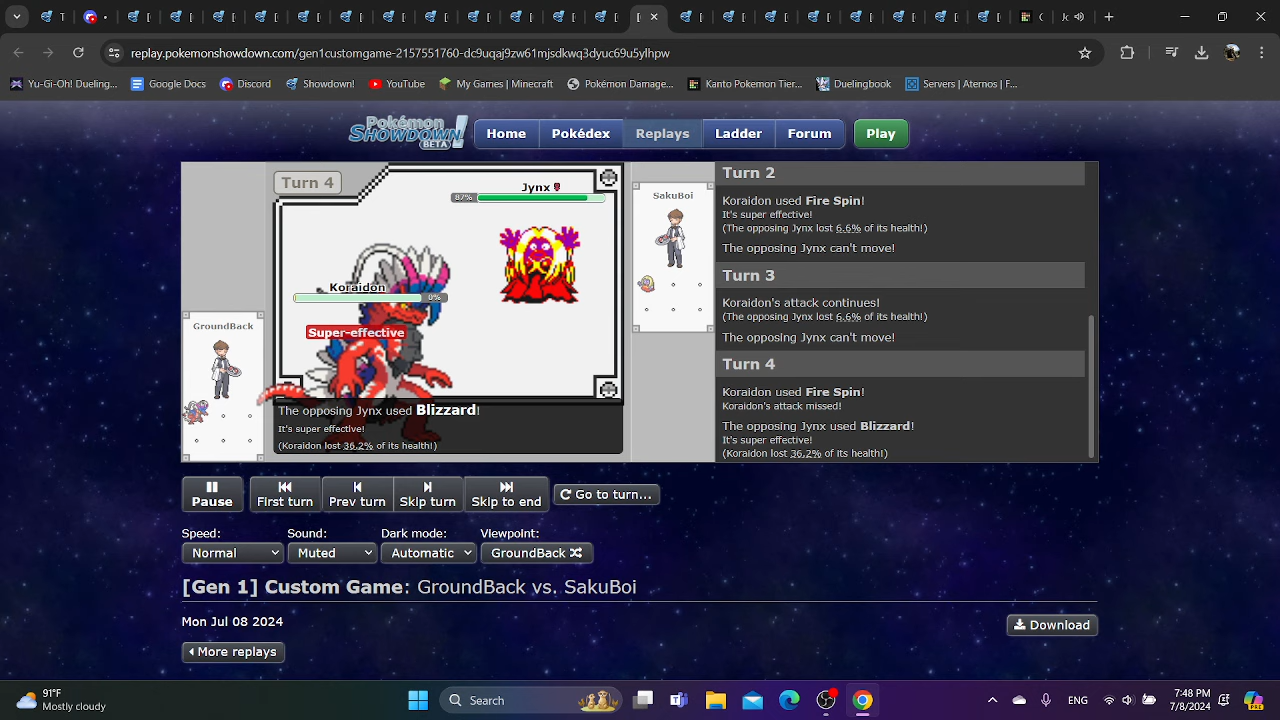 replay.pokemonshowdown.com/gen1customgame-2157551760-dc9uqaj9zw61mjsdkwq3dyuc69u5ylhpw
Yu-Gi-Oh! Dueling...
Google Docs
Discord
Showdown!
YouTube
My Games | Minecraft
Pokémon Damag...
Kanto Pokemon Tier...
Duelingbook
Servers | Aternos | F...
Pokémon
SHOWDOWN!
BETA
Home
Pokédex
Replays
Ladder
Forum
Play
Turn 4
Jynx
87%
Koraidon
0%
Super-effective
The opposing Jynx used Blizzard!
It's super effective!
(Koraidon lost 36.2% of its health!)
GroundBack
SakuBoi
Turn 2
Koraidon used Fire Spin!
It's super effective!
(The opposing Jynx lost 6.6% of its health!)
The opposing Jynx can't move!
Turn 3
Koraidon's attack continues!
(The opposing Jynx lost 6.6% of its health!)
The opposing Jynx can't move!
Turn 4
Koraidon used Fire Spin!
Koraidon's attack missed!
The opposing Jynx used Blizzard!
It's super effective!
(Koraidon lost 36.2% of its health!)
Pause
First turn
Prev turn
Skip turn
Skip to end
Go to turn...
Speed:
Sound:
Dark mode:
Viewpoint:
Normal
Muted
Automatic
GroundBack
[Gen 1] Custom Game: GroundBack vs. SakuBoi
Mon Jul 08 2024
Download
More replays
91°F
Mostly cloudy
Search
ENG
7:48 PM
7/8/2024